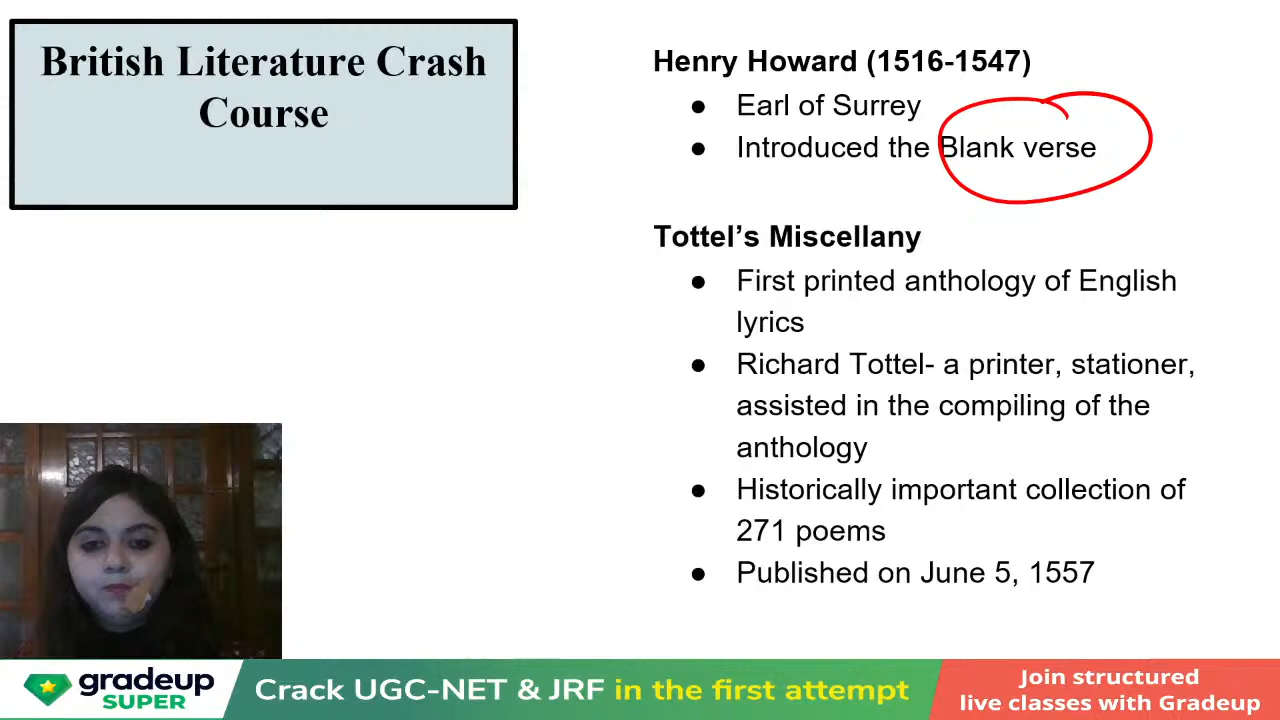 British Literature Crash
Course
Henry Howard (1516-1547)
● Earl of Surrey
● Introduced the Blank verse
Tottel’s Miscellany
● First printed anthology of English
lyrics
● Richard Tottel- a printer, stationer,
assisted in the compiling of the
anthology
● Historically important collection of
271 poems
● Published on June 5, 1557
gradeup
SUPER
Crack UGC-NET & JRF in the first attempt
Join structured
live classes with Gradeup